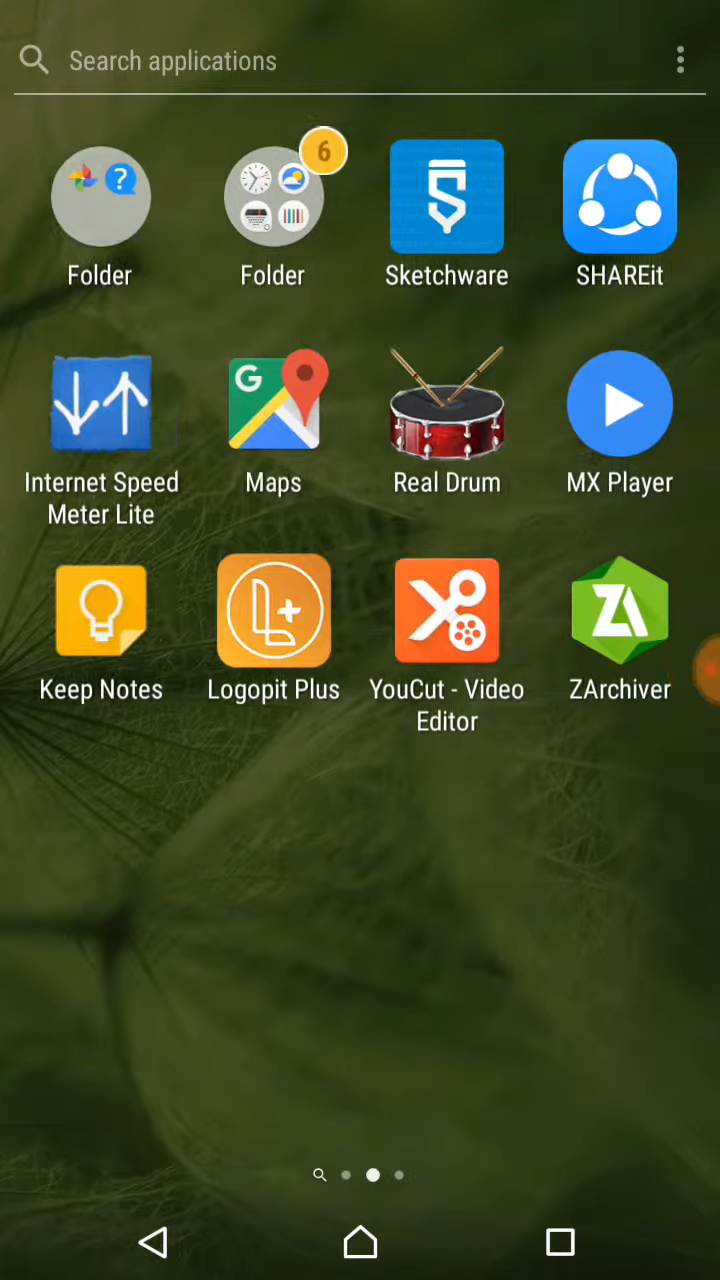 Search applications
6
Folder
Folder
Sketchware
SHAREit
G
Internet Speed
Meter Lite
Maps
Real Drum
MX Player
L+
ZA
Keep Notes
Logopit Plus
YouCut - Video
Editor
ZArchiver